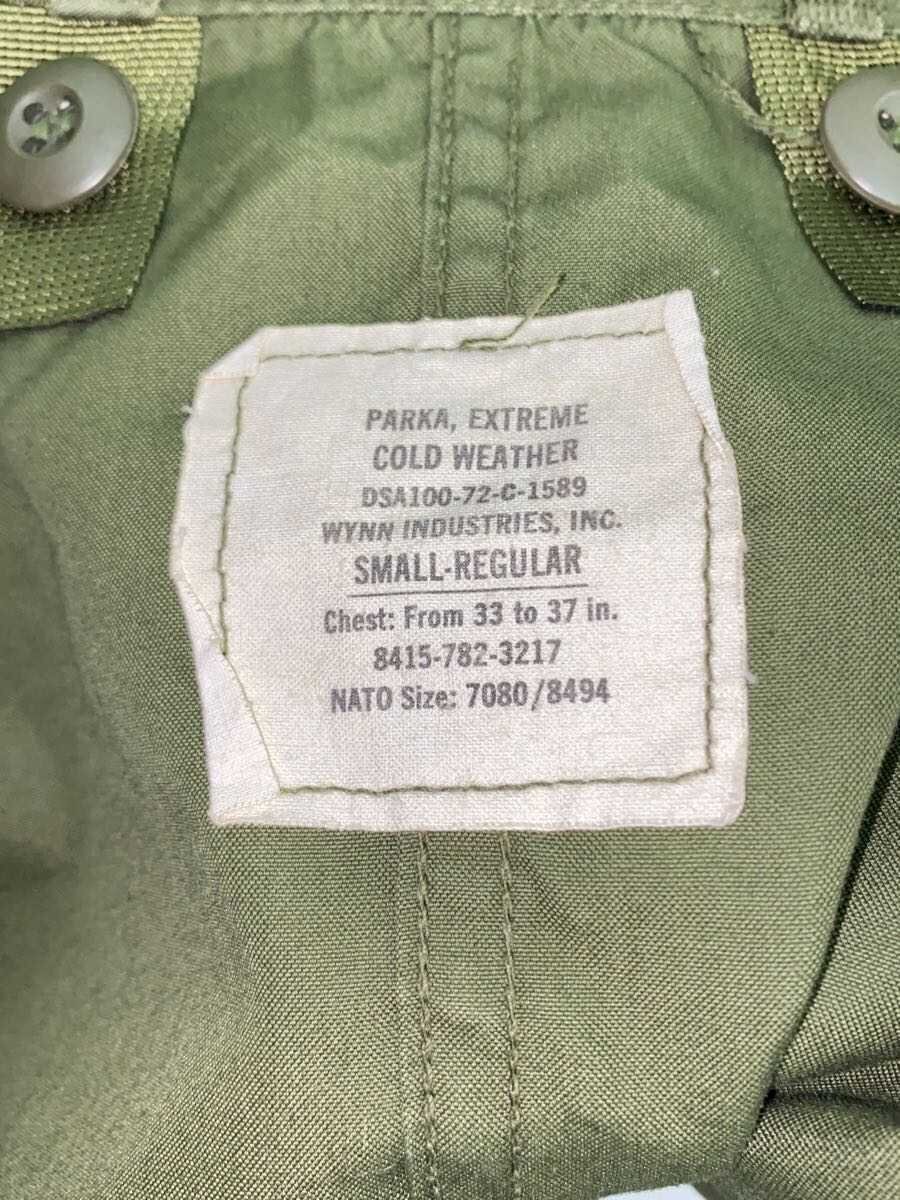 PARKA, EXTREME
COLD WEATHER
DSA100-72-C-1589
WYNN INDUSTRIES, INC.
SMALL-REGULAR
Chest: From 33 to 37 in.
8415-782-3217
NATO Size: 7080/8494